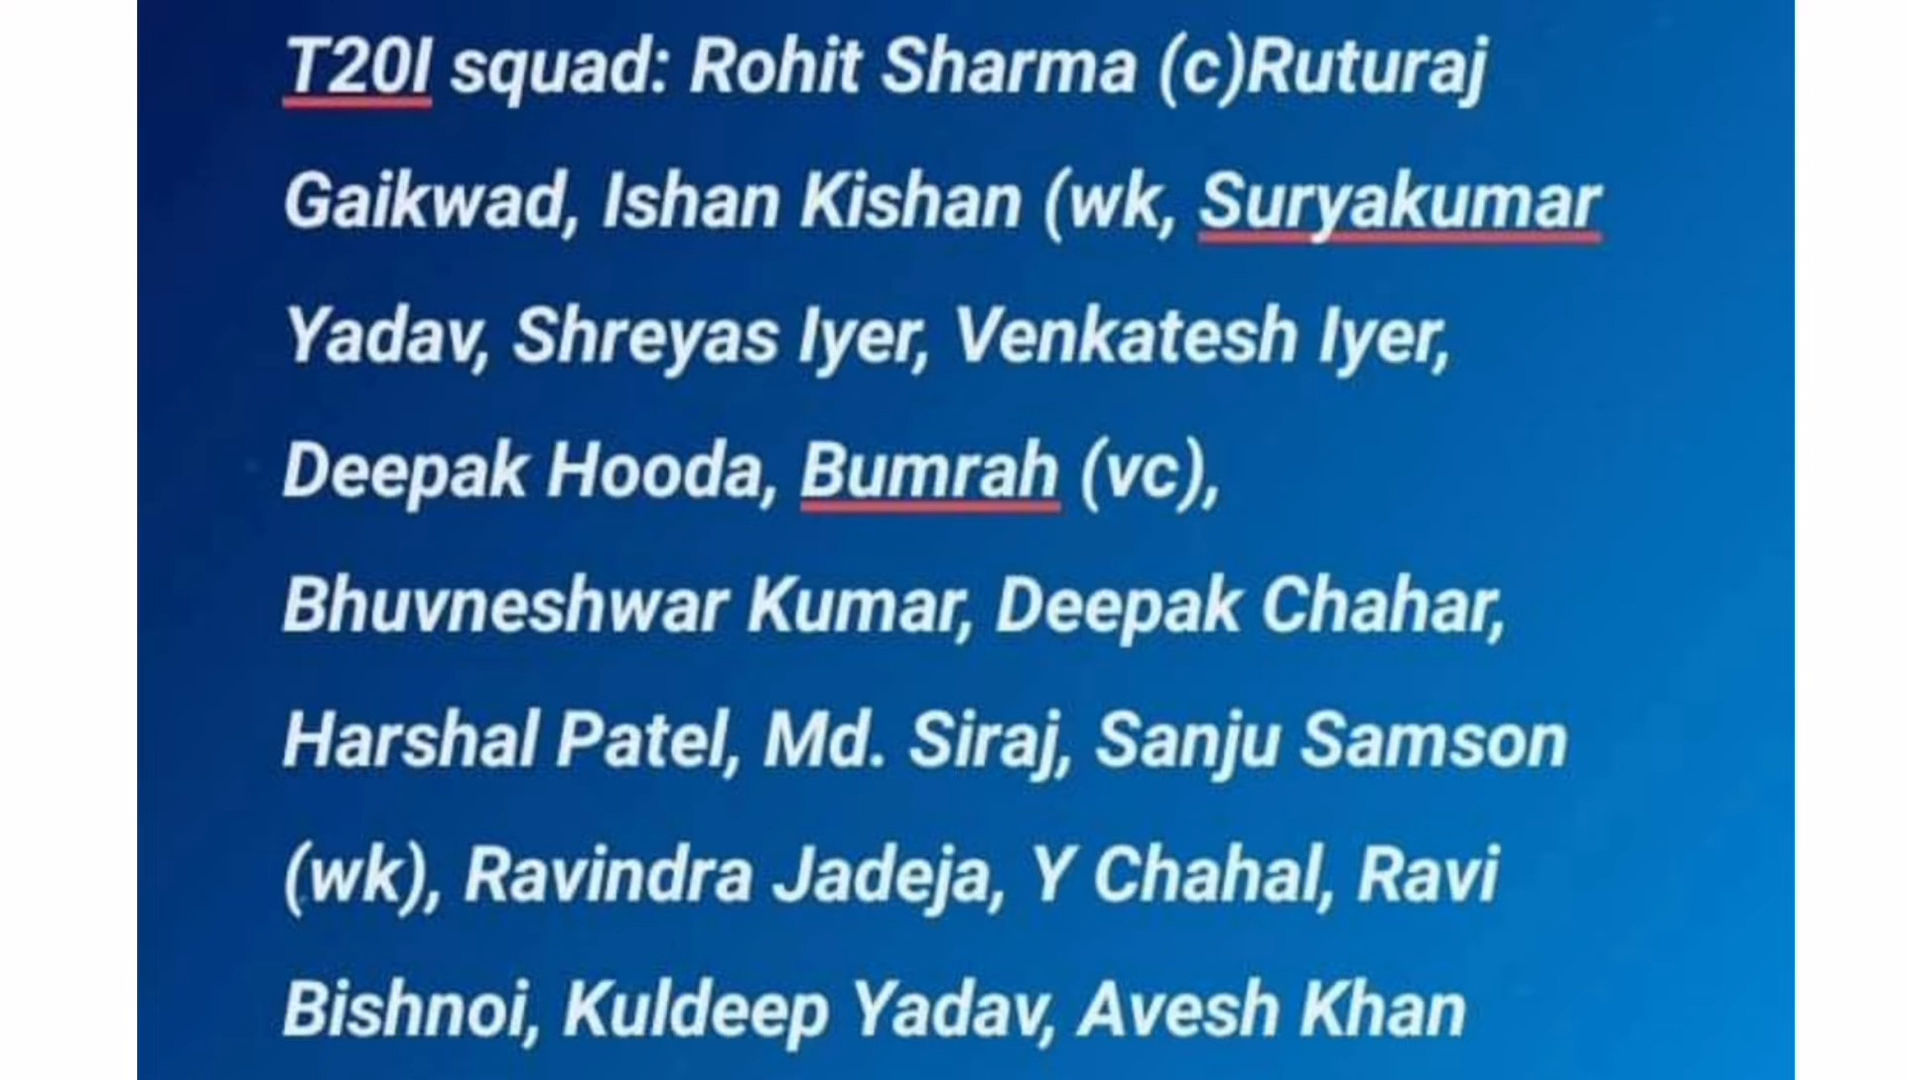 T20I squad: Rohit Sharma (c)Ruturaj
Gaikwad, Ishan Kishan (wk, Suryakumar
Yadav, Shreyas Iyer, Venkatesh Iyer,
Deepak Hooda, Bumrah (vc),
Bhuvneshwar Kumar, Deepak Chahar,
Harshal Patel, Md. Siraj, Sanju Samson
(wk), Ravindra Jadeja, Y Chahal, Ravi
Bishnoi, Kuldeep Yadav, Avesh Khan